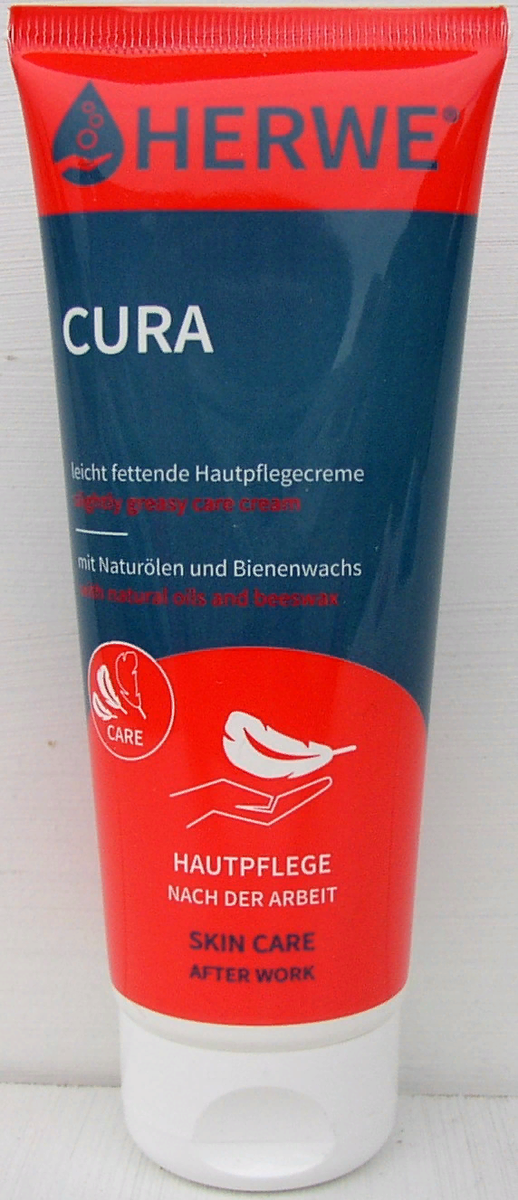 HERWE®
CURA
leicht fettende Hautpflegecreme
slightly greasy care cream
mit Naturölen und Bienenwachs
with natural oils and beeswax
CARE
HAUTPFLEGE
NACH DER ARBEIT
SKIN CARE
AFTER WORK